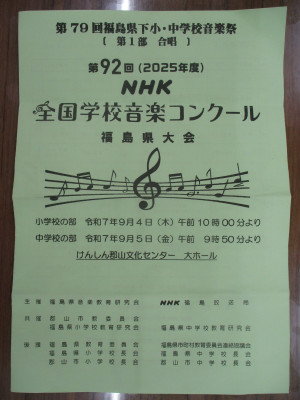 第79回福島県下小・中学校音楽祭
(第1部 合唱)
第92回(2025年度)
NHK
全国学校音楽コンクール
福島県大会
小学校の部 令和7年9月4日(木)午前10時00分より
中学校の部 令和7年9月5日(金)午前 9時50分より
けんしん郡山文化センター 大ホール
主催 福島県音楽教育研究会 NHK 福島放送局
共催 郡山市教育委員会
福島県小学校教育研究会 福島県中学校教育研究会
後援 福島県教育委員会 福島県市町村教育委員会連絡協議会
福島県小学校長会 福島県中学校長会
郡山市小学校長会 郡山市中学校長会